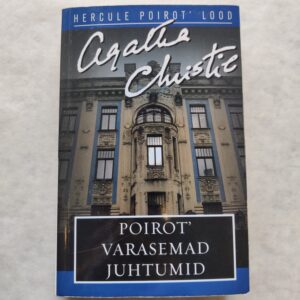 HERCULE POIROT' LOOD
Agatha
Christie
POIROT'
VARASEMAD
JUHTUMID